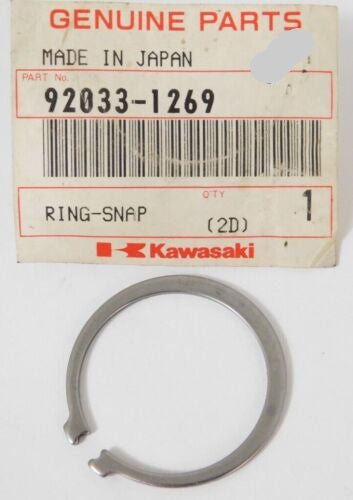 GENUINE PARTS
MADE IN JAPAN
PART No.
92033-1269
Q'TY
RING-SNAP 1
(2D)
Kawasaki